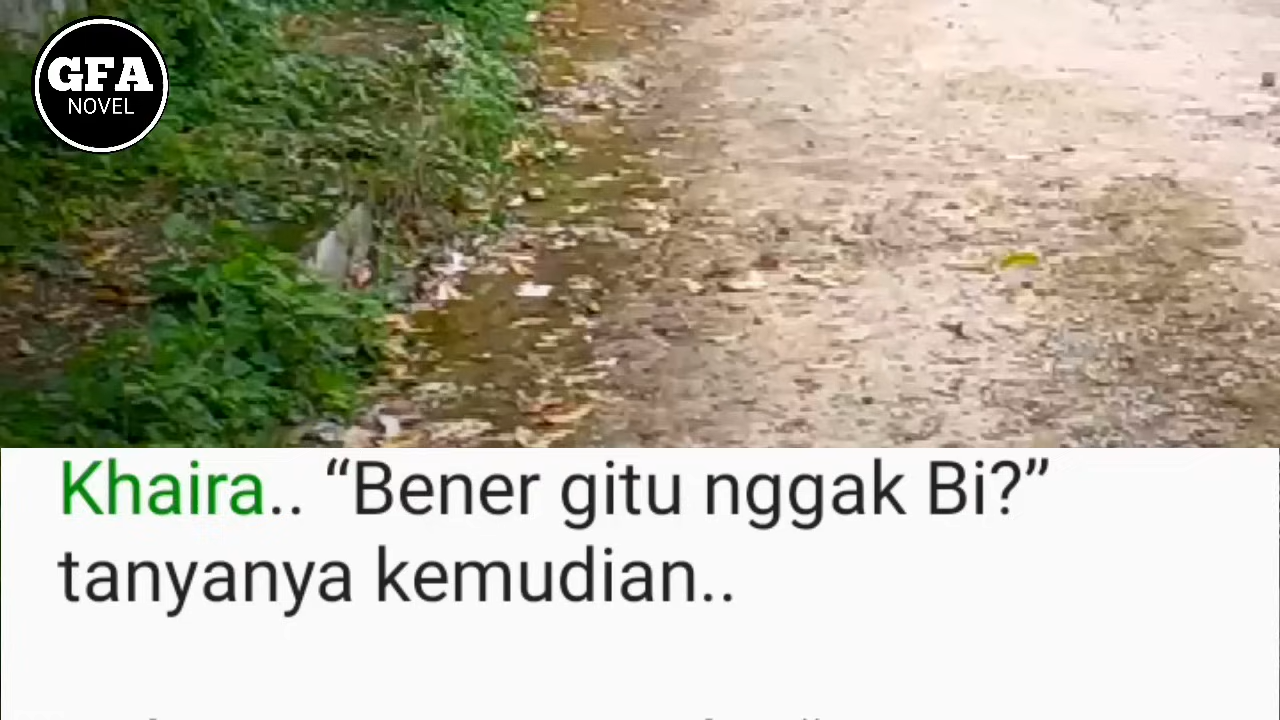 GFA
NOVEL
Khaira.. “Bener gitu nggak Bi?”
tanyanya kemudian..